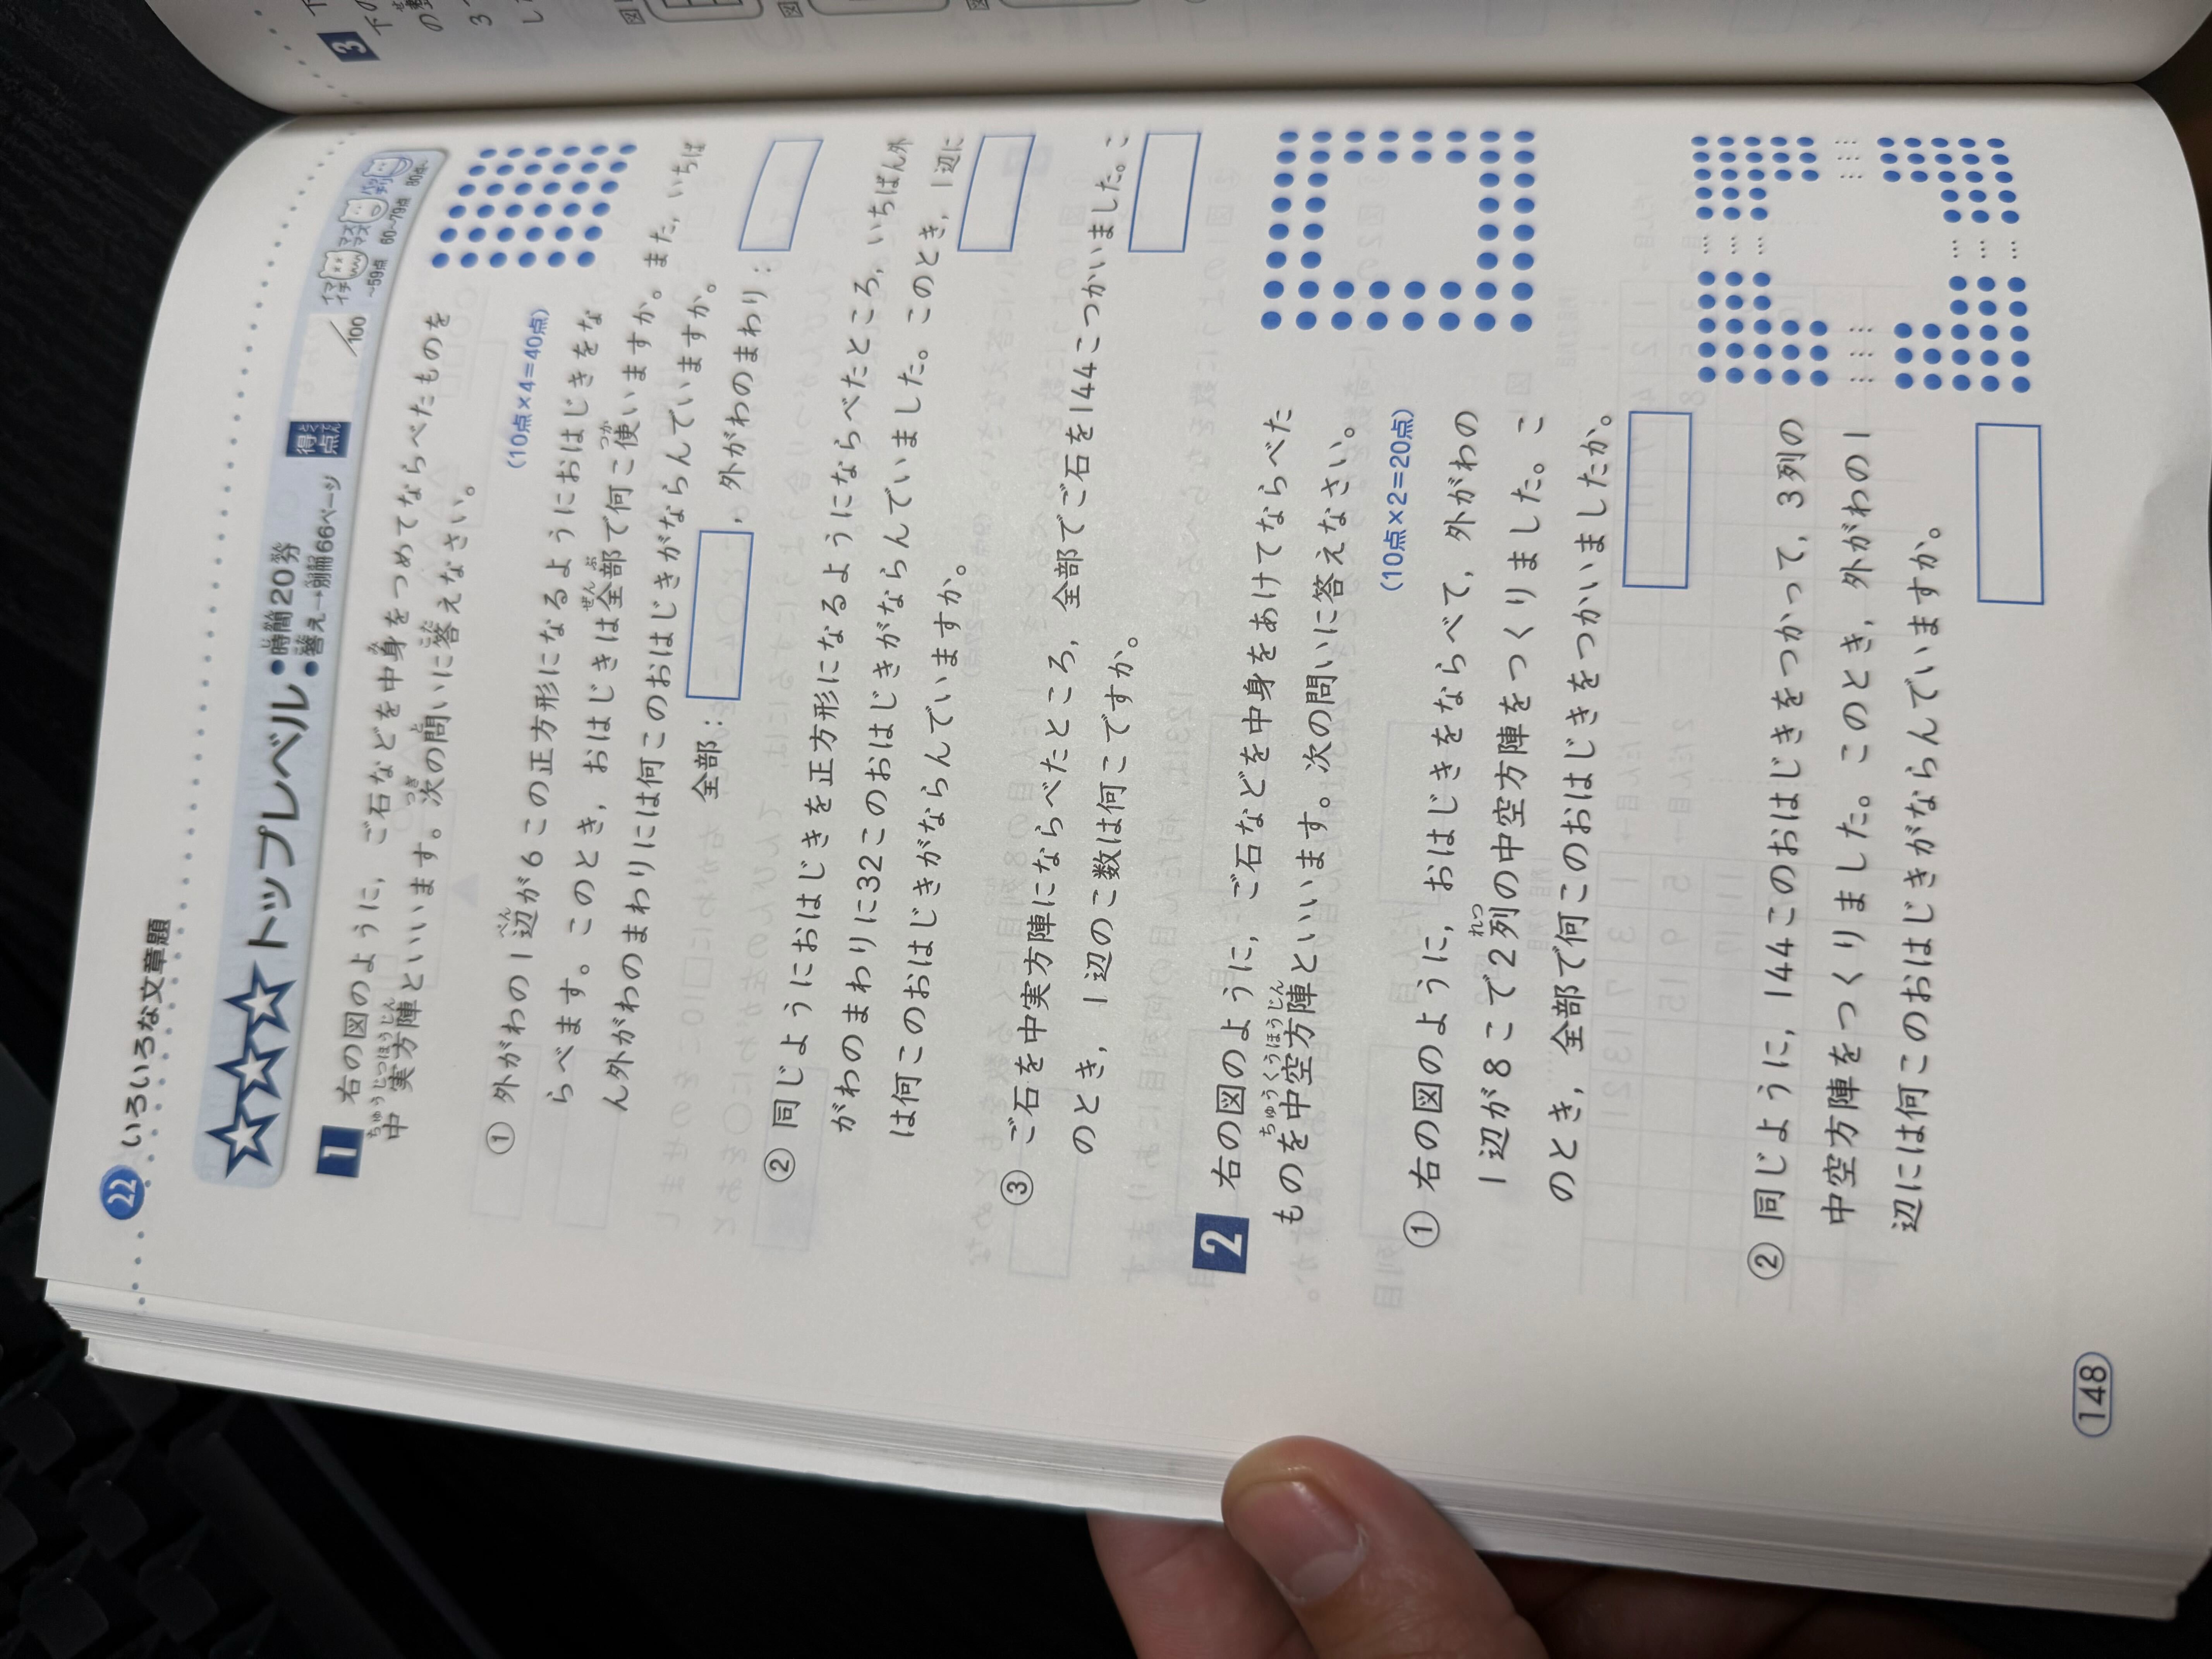 22 いろいろな文章題
トップレベル
●時間20分
●答え→別冊66ページ
得点
/100
~59点 60~79点 80点~
1 右の図のように，ご石などを中身をつめてならべたものを
中実方陣といいます。次の問いに答えなさい。
(10点×4=40点)
① 外がわの1辺が6この正方形になるようにおはじきをな
らべます。このとき，おはじきは全部で何こ使いますか。また，いちば
ん外がわのまわりには何このおはじきがならんでいますか。
全部： ，外がわのまわり：
② 同じようにおはじきを正方形になるようにならべたところ，いちばん外
がわのまわりに32このおはじきがならんでいました。このとき，1辺に
は何このおはじきがならんでいますか。
③ ご石を中実方陣にならべたところ，全部でご石を144こつかいました。こ
のとき，1辺のこ数は何こですか。
2 右の図のように，ご石などを中身をあけてならべた
ものを中空方陣といいます。次の問いに答えなさい。
(10点×2=20点)
① 右の図のように，おはじきをならべて，外がわの
1辺が8こで2列の中空方陣をつくりました。こ
のとき，全部で何このおはじきをつかいましたか。
② 同じように，144このおはじきをつかって，3列の
中空方陣をつくりました。このとき，外がわの1
辺には何このおはじきがならんでいますか。
148
3